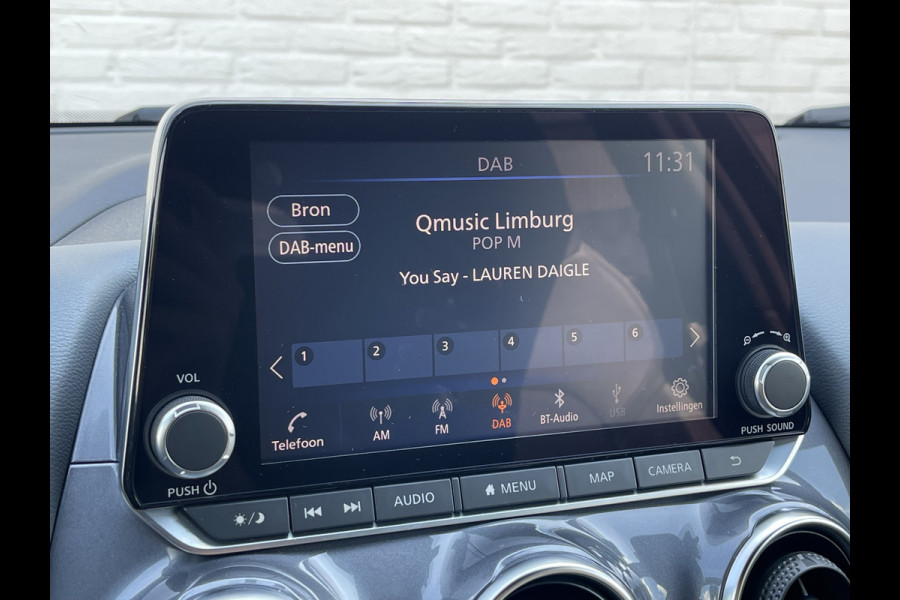 DAB
11:31
Bron
Qmusic Limburg
DAB-menu
POP M
You Say - LAUREN DAIGLE
1 2 3 4 5 6
Telefoon AM FM DAB BT-Audio USB Instellingen
VOL
PUSH
PUSH SOUND
AUDIO MENU MAP CAMERA